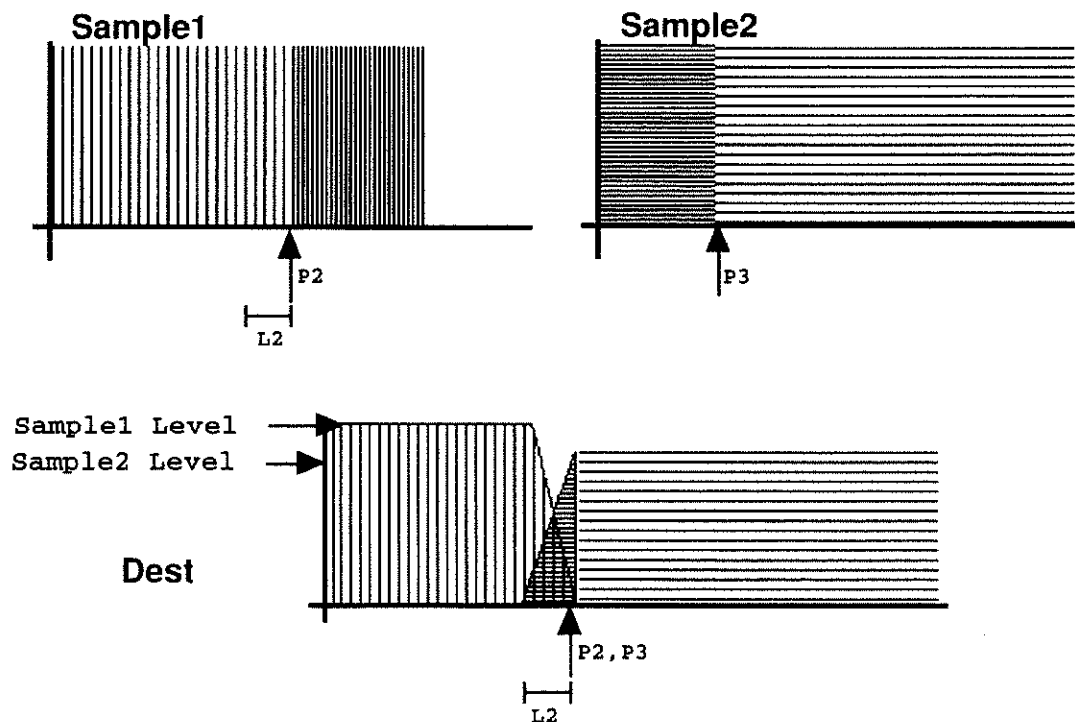 Sample1
Sample2
P2
P3
L2
Sample1 Level
Sample2 Level
Dest
P2,P3
L2